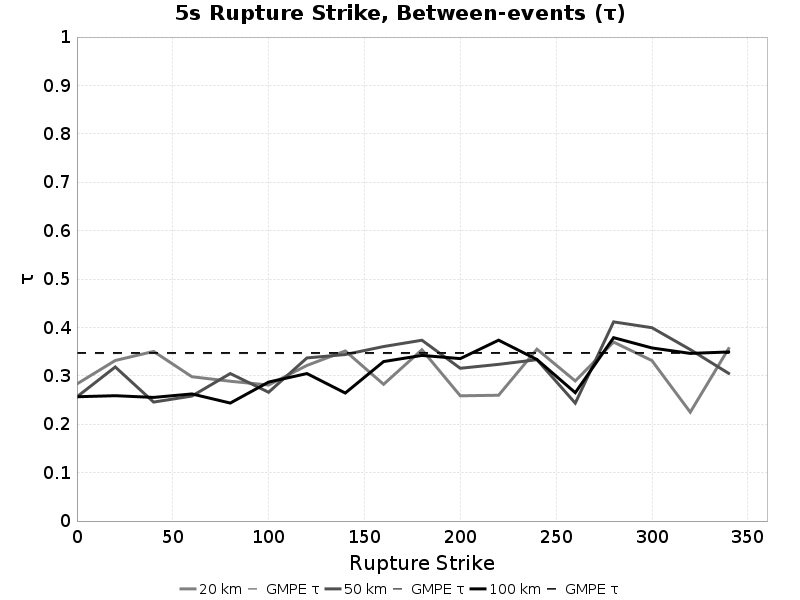 5s Rupture Strike, Between-events (τ)
1
0.9
0.8
0.7
0.6
0.5
0.4
0.3
0.2
0.1
0
τ
0 50 100 150 200 250 300 350
Rupture Strike
20 km GMPE τ 50 km GMPE τ 100 km GMPE τ